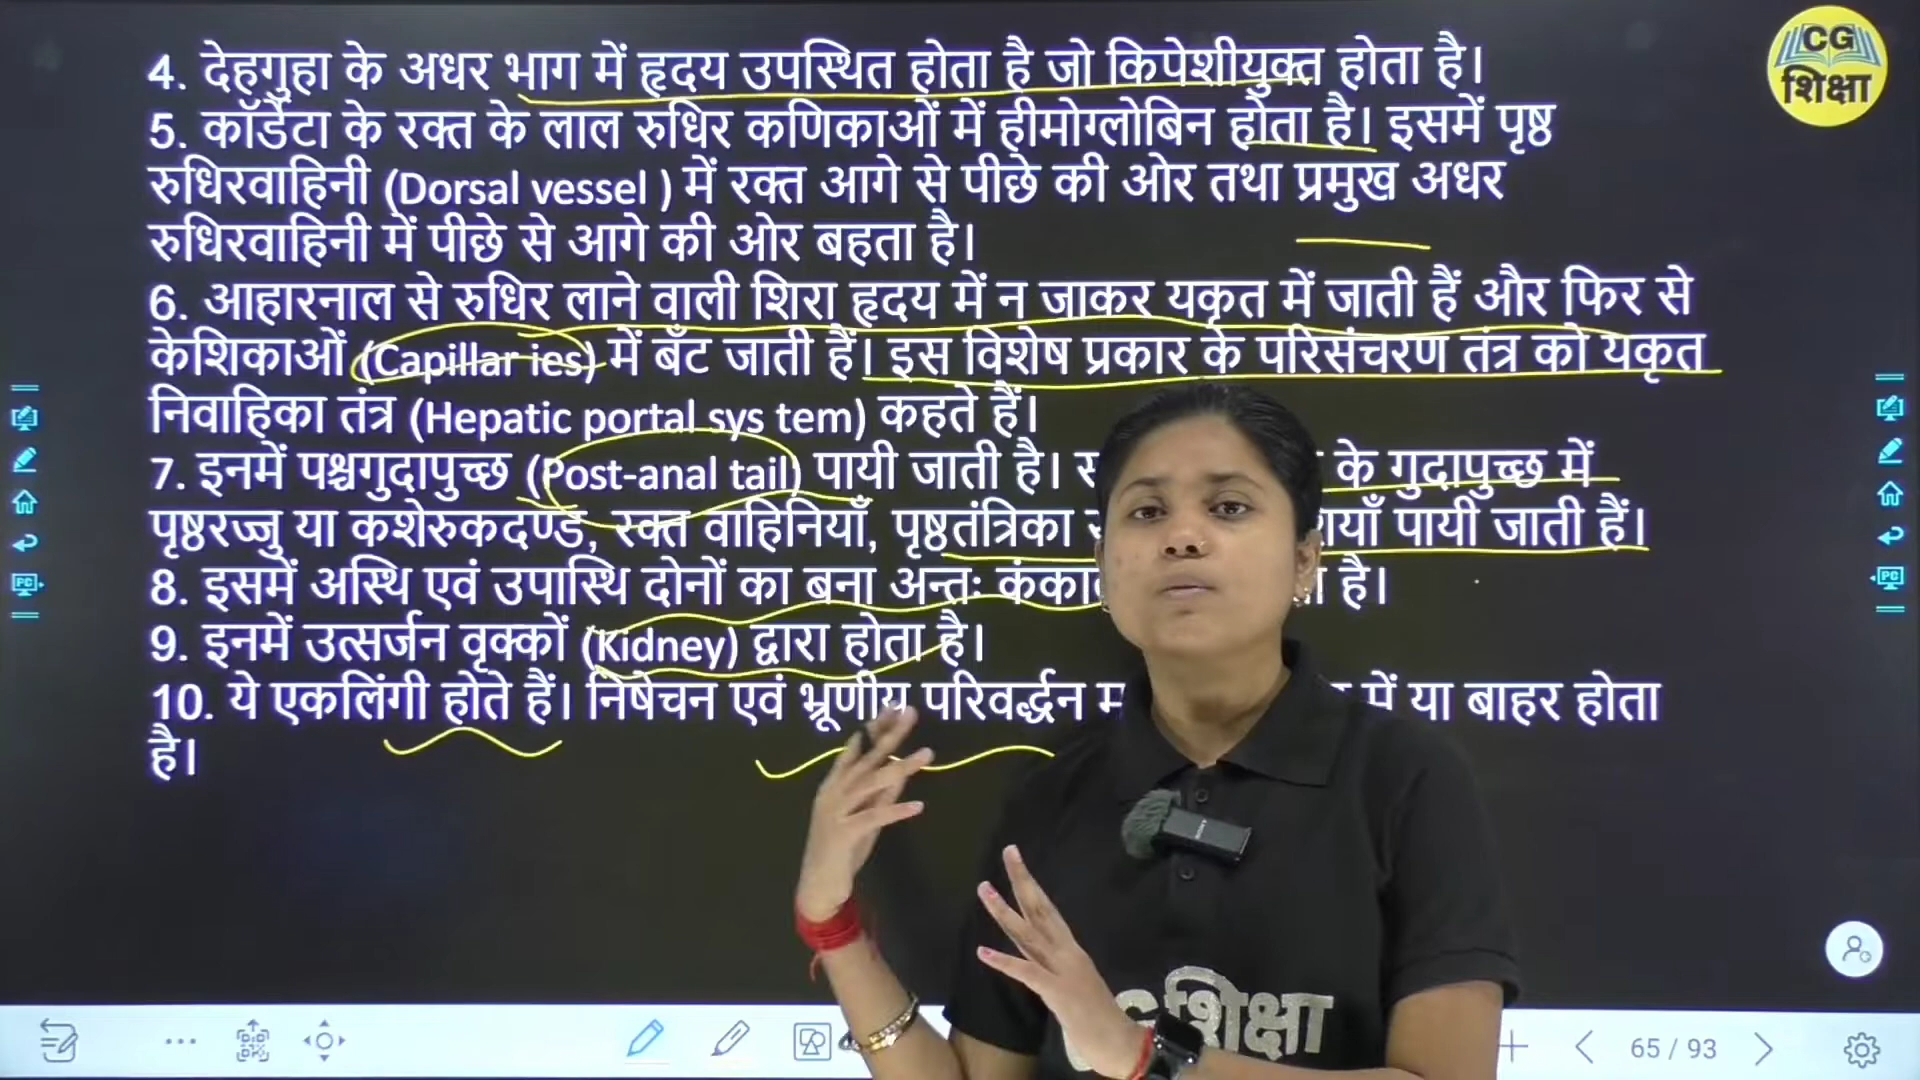 4. देहगुहा के अधर भाग में हृदय उपस्थित होता है जो किपेशीयुक्त होता है।
5. कॉर्डेटा के रक्त के लाल रुधिर कणिकाओं में हीमोग्लोबिन होता है। इसमें पृष्ठ
रुधिरवाहिनी (Dorsal vessel ) में रक्त आगे से पीछे की ओर तथा प्रमुख अधर
रुधिरवाहिनी में पीछे से आगे की ओर बहता है।
6. आहारनाल से रुधिर लाने वाली शिरा हृदय में न जाकर यकृत में जाती हैं और फिर से
केशिकाओं (Capillar ies) में बँट जाती हैं। इस विशेष प्रकार के परिसंचरण तंत्र को यकृत
निवाहिका तंत्र (Hepatic portal sys tem) कहते हैं।
7. इनमें पश्चगुदापुच्छ (Post-anal tail) पायी जाती है। के गुदापुच्छ में
पृष्ठरज्जु या कशेरुकदण्ड, रक्त वाहिनियाँ, पृष्ठतंत्रिका पायी जाती हैं।
8. इसमें अस्थि एवं उपास्थि दोनों का बना अन्तः है।
9. इनमें उत्सर्जन वृक्कों (Kidney) द्वारा होता है।
10. ये एकलिंगी होते हैं। निषेचन एवं भ्रूणीय परिवर्द्धन में या बाहर होता
है।
CG
शिक्षा
PC
PC
शिक्षा
65 / 93